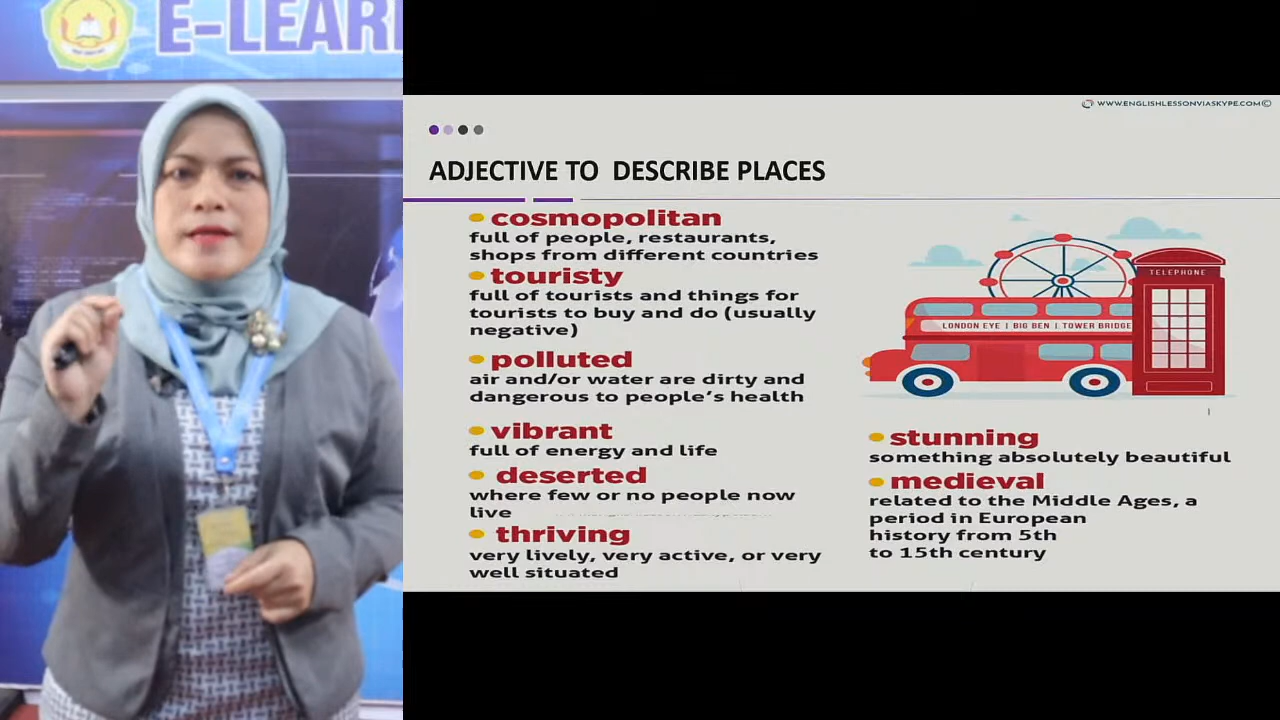 E-LEAR
WWW.ENGLISHLESSONVIASKYPE.COM©
ADJECTIVE TO DESCRIBE PLACES
cosmopolitan
full of people, restaurants,
shops from different countries
touristy
full of tourists and things for
tourists to buy and do (usually
negative)
polluted
air and/or water are dirty and
dangerous to people's health
vibrant
full of energy and life
deserted
where few or no people now
live
thriving
very lively, very active, or very
well situated
TELEPHONE
LONDON EYE | BIG BEN | TOWER BRIDGE
stunning
something absolutely beautiful
medieval
related to the Middle Ages, a
period in European
history from 5th
to 15th century